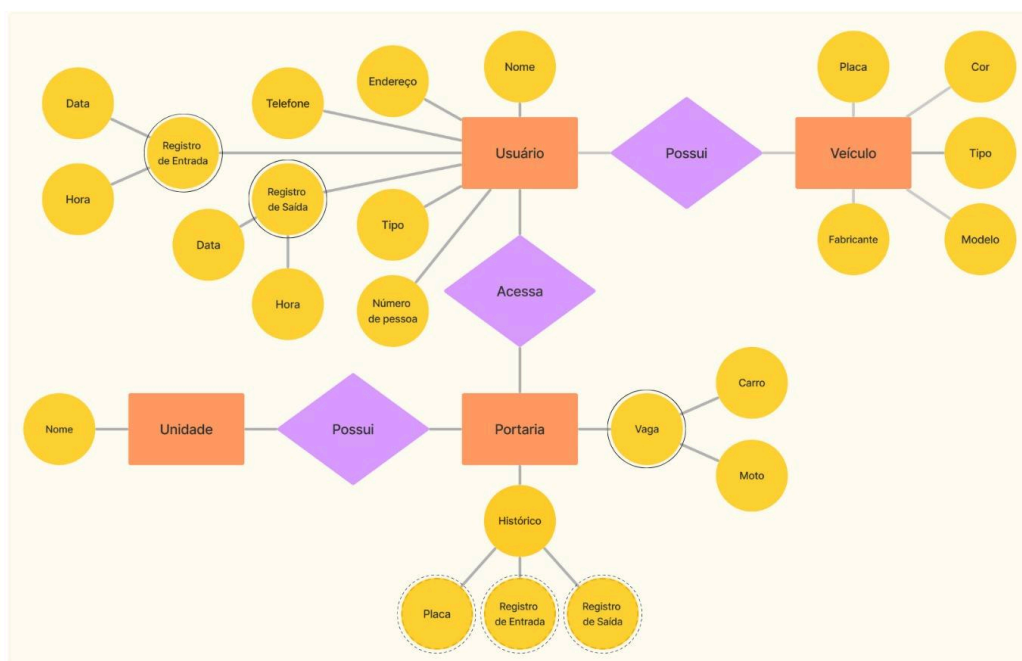 Nome
Placa
Cor
Endereço
Data
Telefone
Registro
de Entrada
Usuário
Possui
Veículo
Tipo
Hora
Registro
de Saída
Data
Tipo
Fabricante
Modelo
Hora
Número
de pessoa
Acessa
Carro
Nome
Unidade
Possui
Portaria
Vaga
Moto
Histórico
Placa
Registro
de Entrada
Registro
de Saída